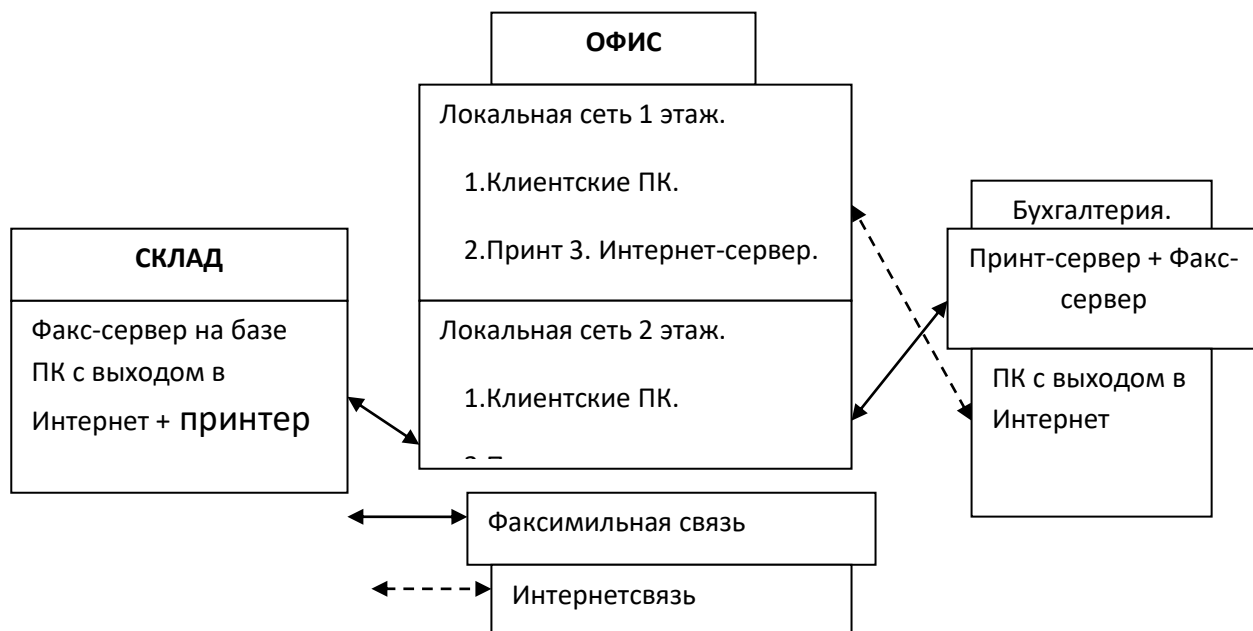 ОФИС
Локальная сеть 1 этаж.
1.Клиентские ПК.
2.Принт 3. Интернет-сервер.
Локальная сеть 2 этаж.
1.Клиентские ПК.
СКЛАД
Факс-сервер на базе
ПК с выходом в
Интернет + принтер
Бухгалтерия.
Принт-сервер + Факс-
сервер
ПК с выходом в
Интернет
Факсимильная связь
Интернетсвязь